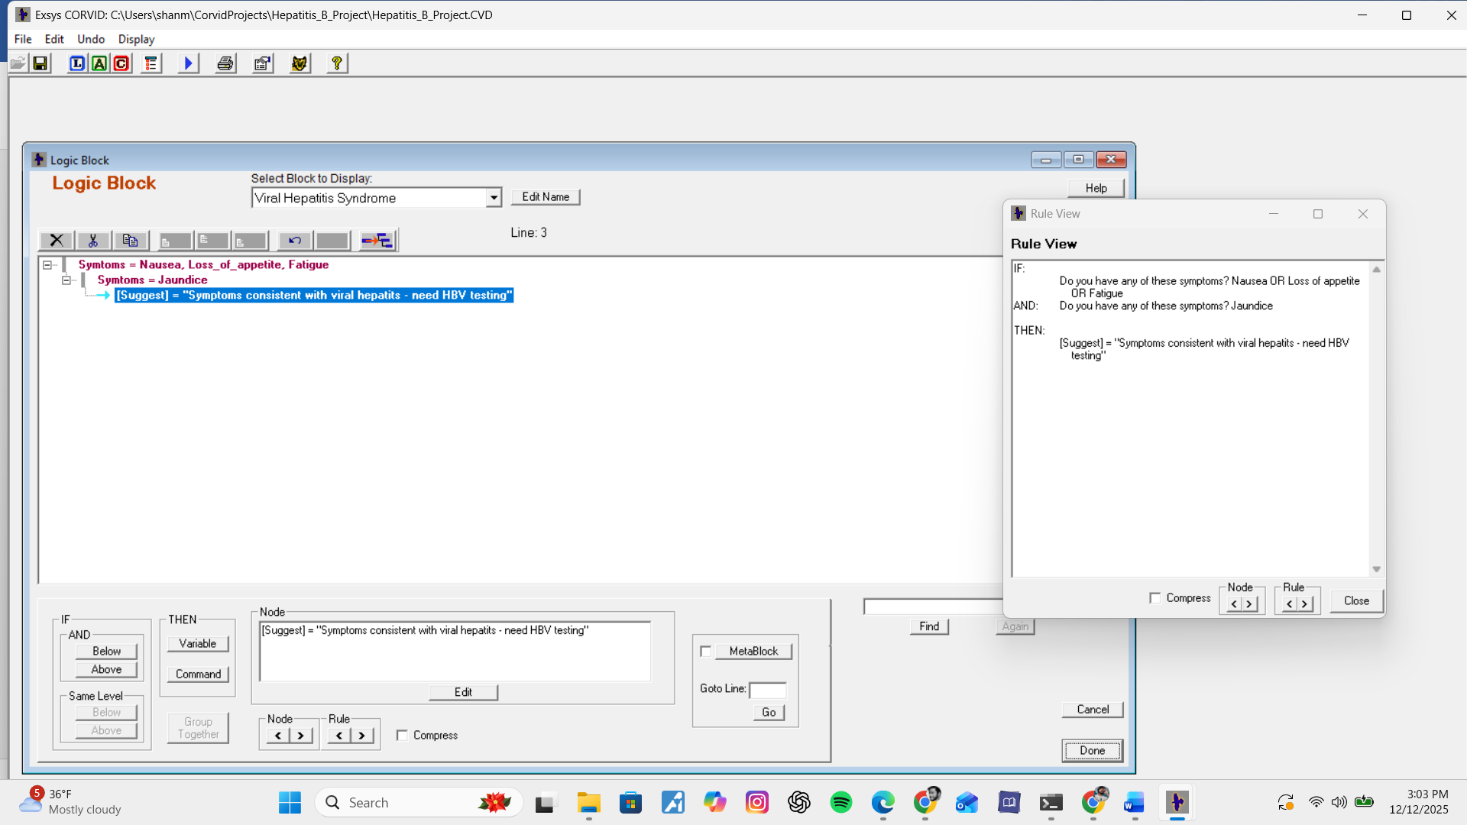 Exsys CORVID: C:\Users\shanm\CorvidProjects\Hepatitis_B_Project\Hepatitis_B_Project.CVD
File Edit Undo Display
L A C ?
Logic Block
Logic Block
Select Block to Display:
Viral Hepatitis Syndrome
Edit Name
Help
Line: 3
Symtoms = Nausea, Loss_of_appetite, Fatigue
Symtoms = Jaundice
[Suggest] = "Symptoms consistent with viral hepatits - need HBV testing"
Rule View
Rule View
IF:
Do you have any of these symptoms? Nausea OR Loss of appetite
OR Fatigue
AND: Do you have any of these symptoms? Jaundice
THEN:
[Suggest] = "Symptoms consistent with viral hepatits - need HBV
testing"
Compress
Node
< >
Rule
< >
Close
IF
AND
Below
Above
Same Level
Below
Above
THEN
Variable
Command
Group
Together
Node
[Suggest] = "Symptoms consistent with viral hepatits - need HBV testing"
Edit
Node
< >
Rule
< >
Compress
MetaBlock
Goto Line:
Go
Find
Again
Cancel
Done
5
36°F
Mostly cloudy
Search
3:03 PM
12/12/2025